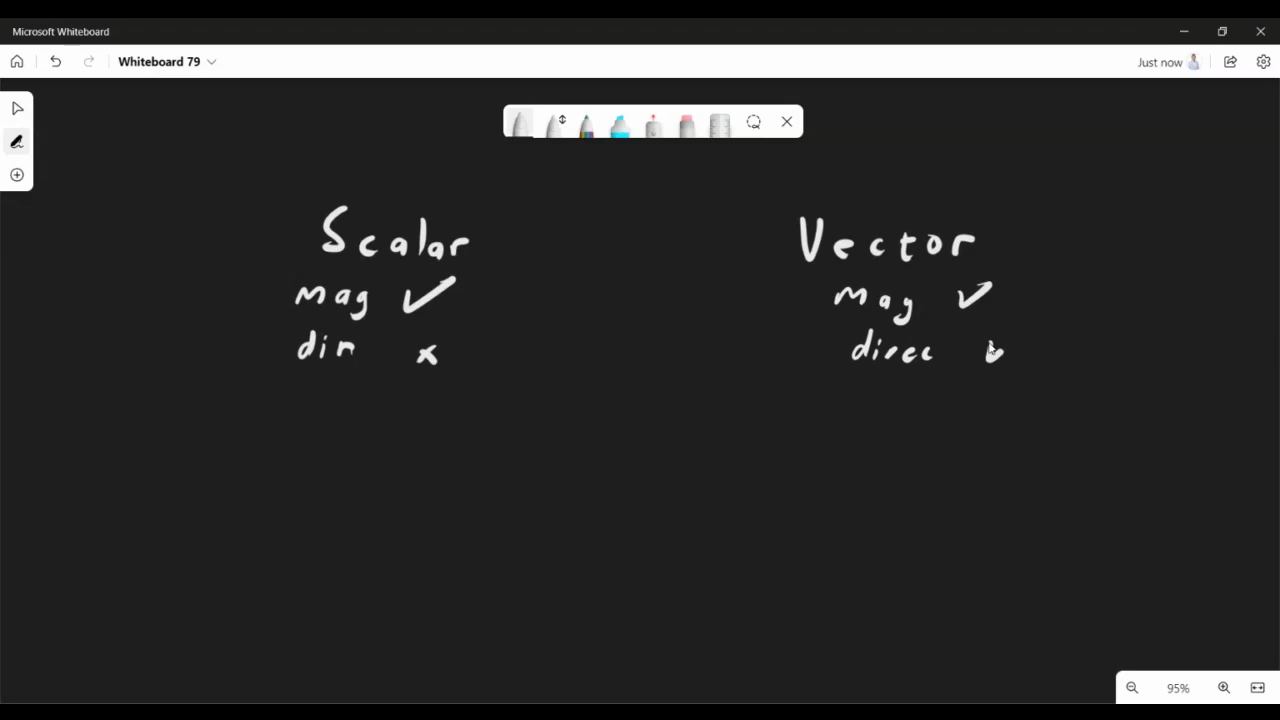 Microsoft Whiteboard
Whiteboard 79
Just now
Scalar
mag ✓
dir x
Vector
mag ✓
direc
95%